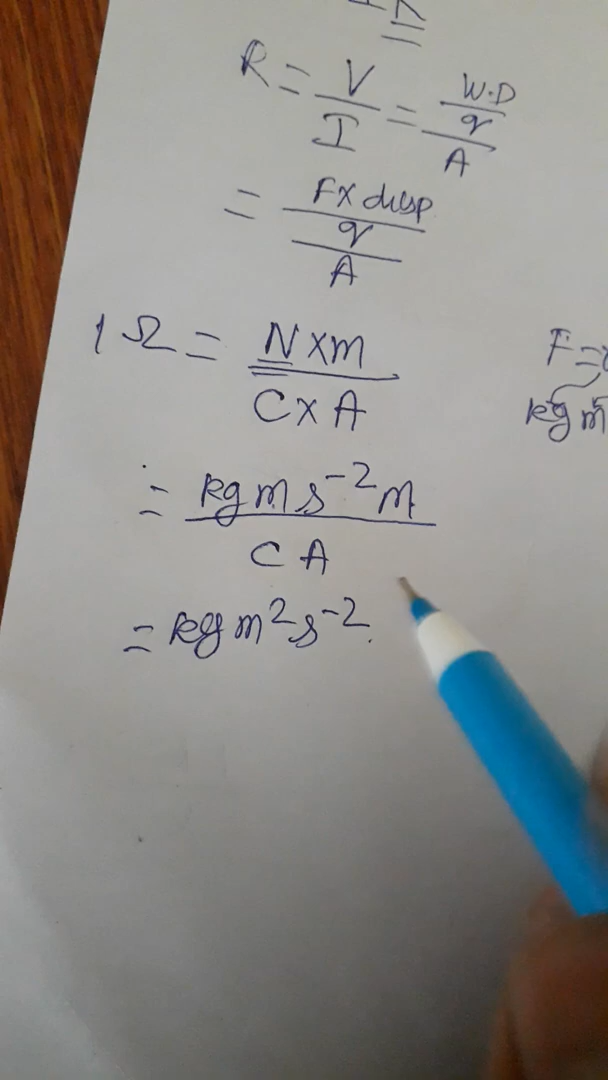 R = V/I = (W.D/q)/A
= (F x disp/q)/A
1 Ω = N x m / C x A
F =
kg m
= kg m s⁻² m / C A
= kg m² s⁻²